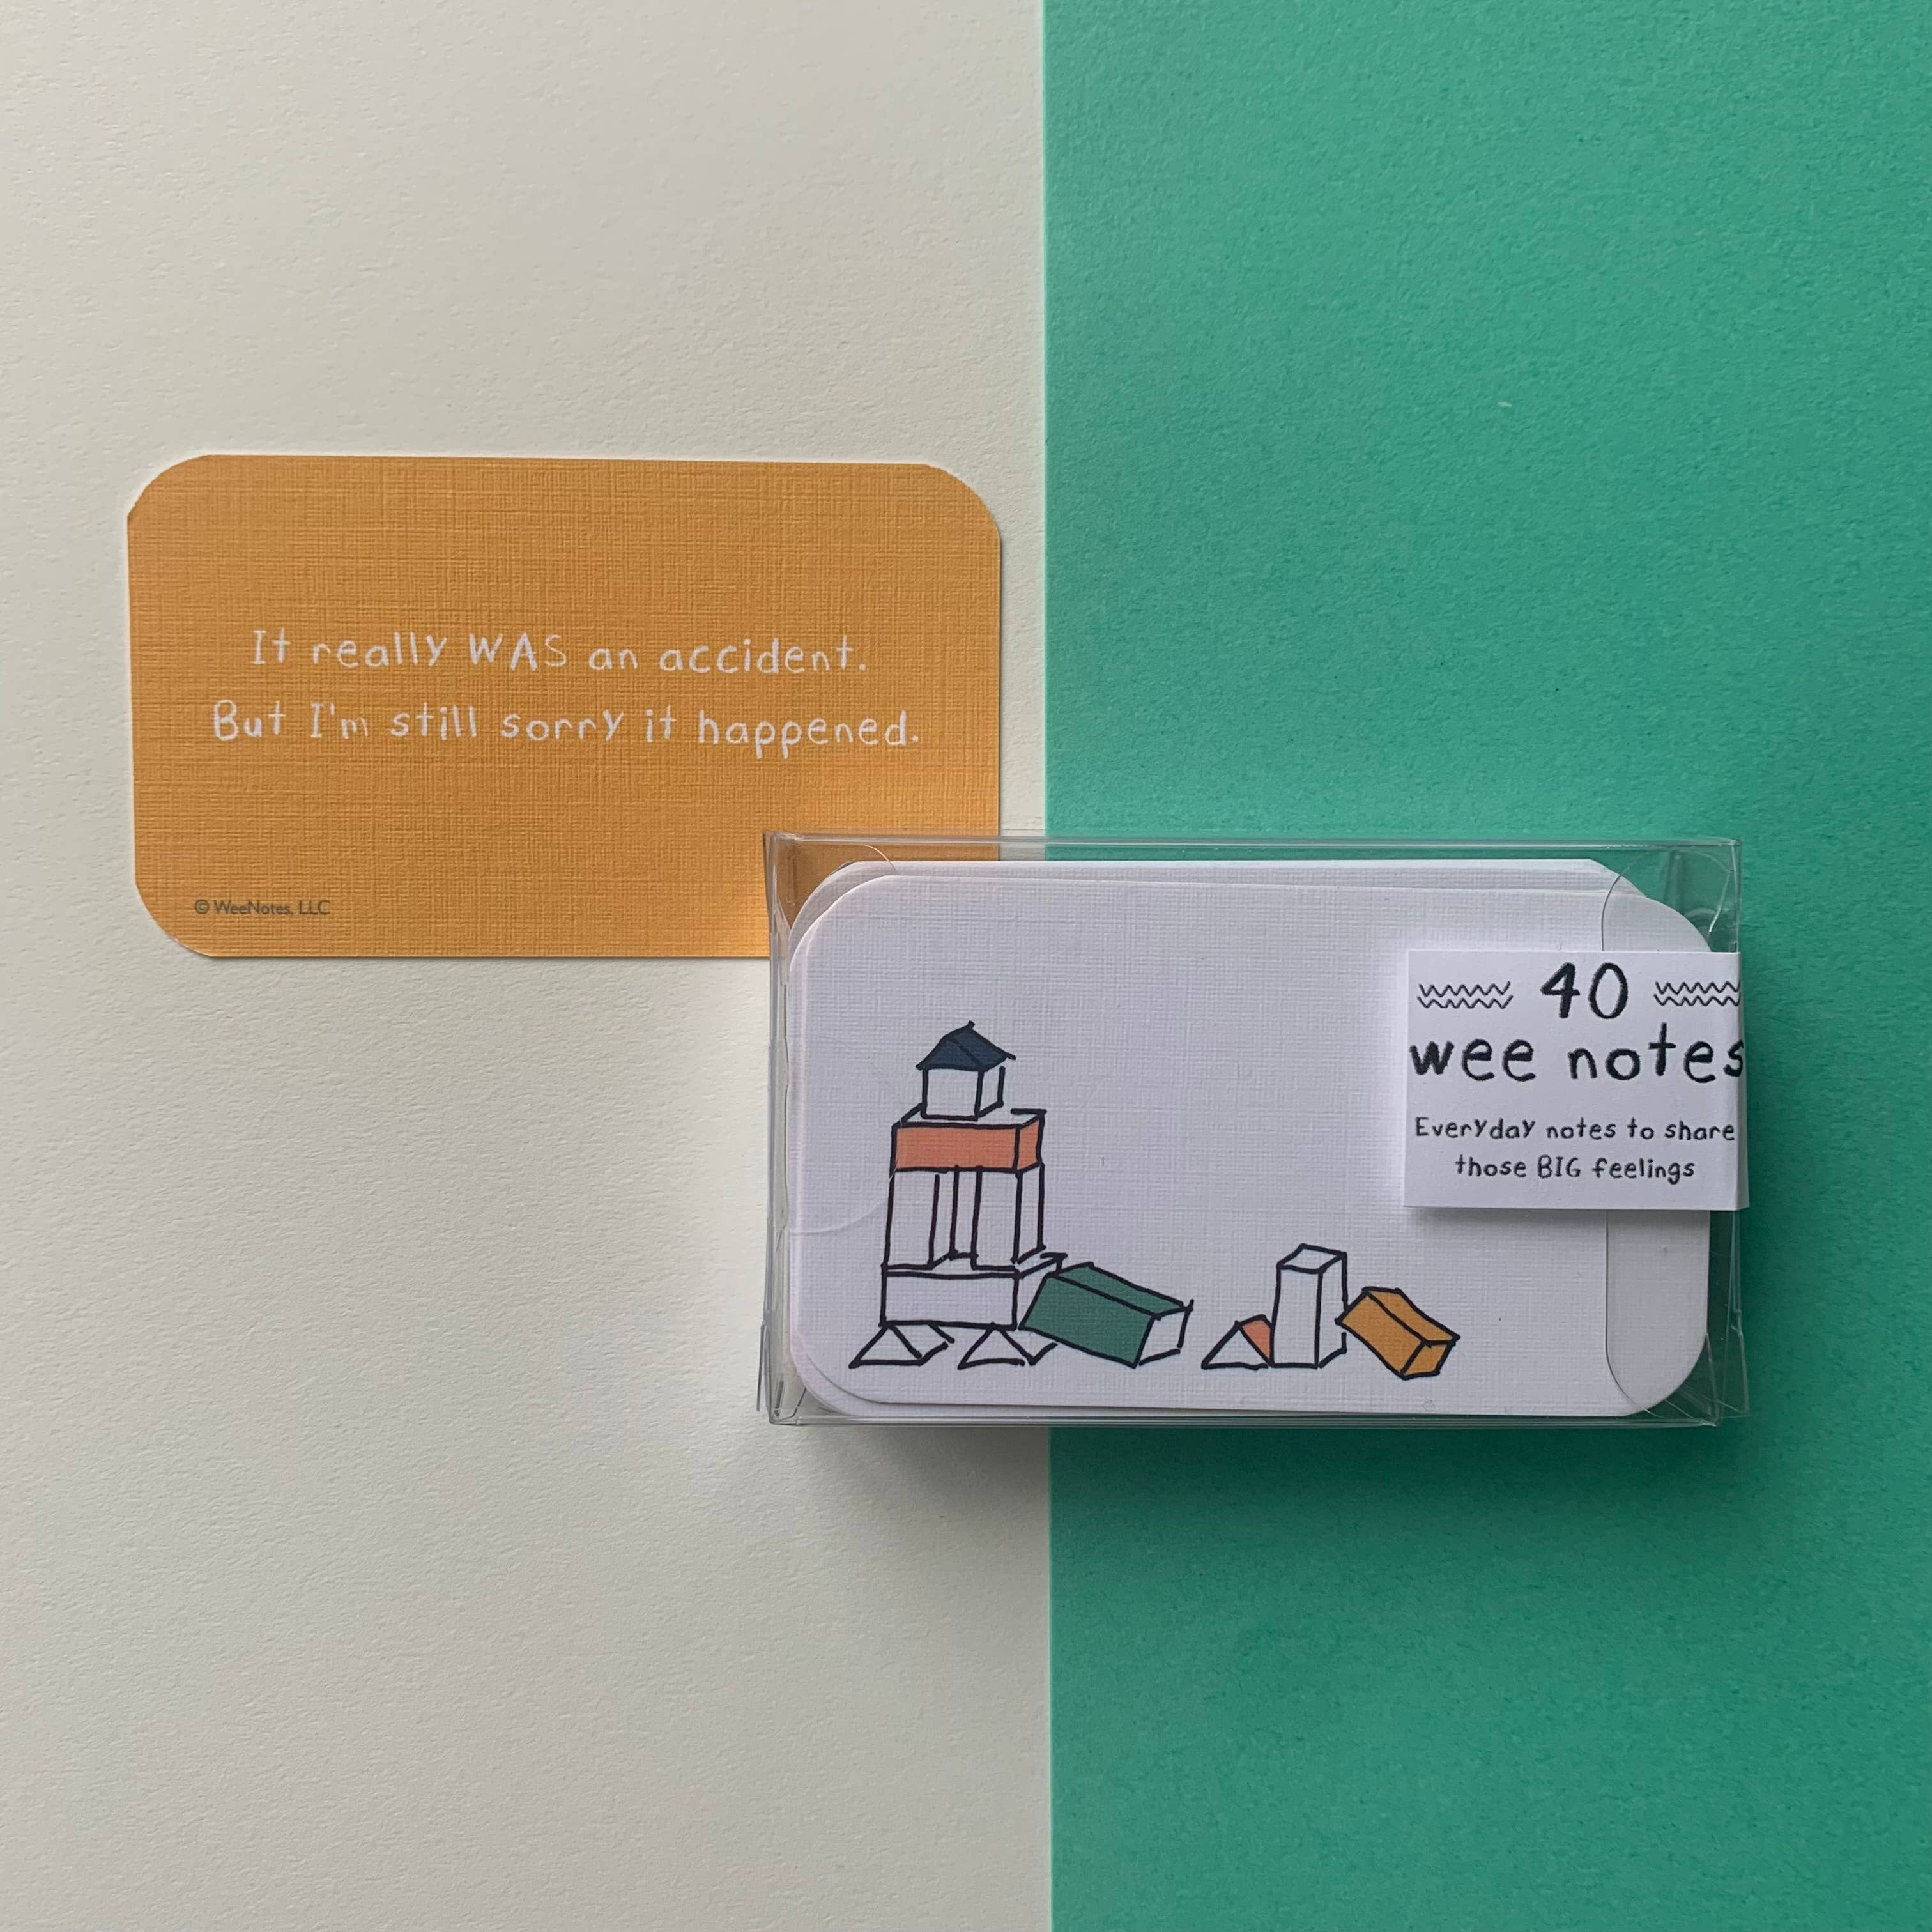 It really WAS an accident.
But I'm still sorry it happened.
© WeeNotes, LLC
40
wee notes
Everyday notes to share
those BIG feelings